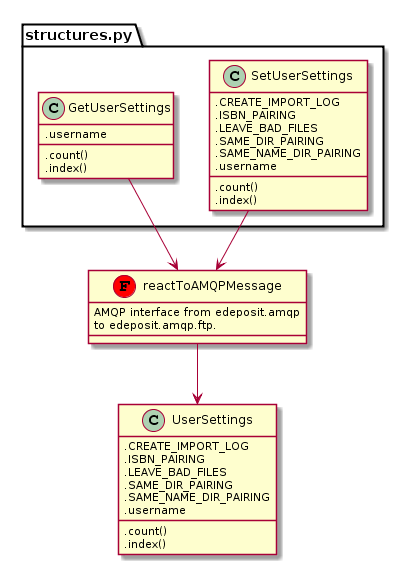 structures.py
C GetUserSettings
.username
.count()
.index()
C SetUserSettings
.CREATE_IMPORT_LOG
.ISBN_PAIRING
.LEAVE_BAD_FILES
.SAME_DIR_PAIRING
.SAME_NAME_DIR_PAIRING
.username
.count()
.index()
F reactToAMQPMessage
AMQP interface from edeposit.amqp
to edeposit.amqp.ftp.
C UserSettings
.CREATE_IMPORT_LOG
.ISBN_PAIRING
.LEAVE_BAD_FILES
.SAME_DIR_PAIRING
.SAME_NAME_DIR_PAIRING
.username
.count()
.index()